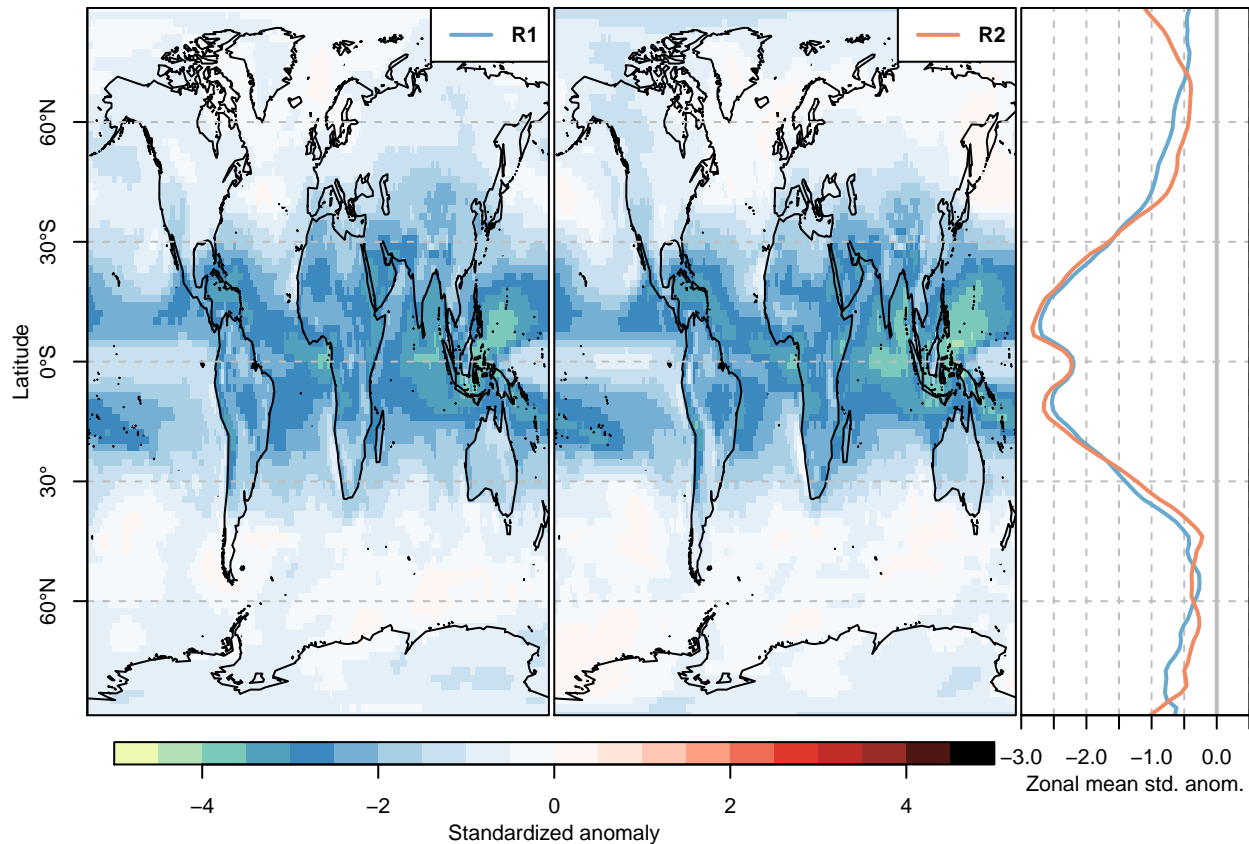 R1
R2
Latitude
60°N
30°S
0°S
30°
60°N
−4
−2
0
2
4
Standardized anomaly
−3.0
−2.0
−1.0
0.0
Zonal mean std. anom.